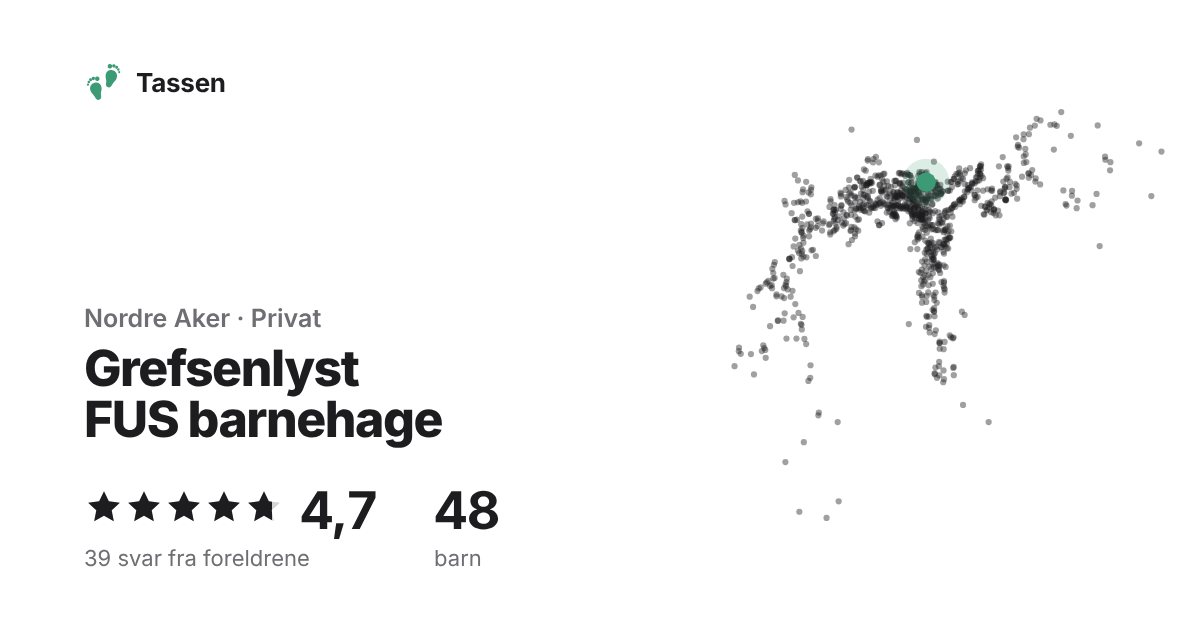 Tassen
Nordre Aker · Privat
Grefsenlyst
FUS barnehage
4,7
48
39 svar fra foreldrene
barn